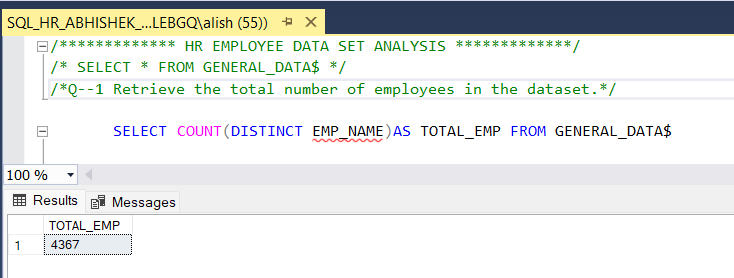 SQL_HR_ABHISHEK_...LEBGQ\alish (55))
/************* HR EMPLOYEE DATA SET ANALYSIS *************/
/* SELECT * FROM GENERAL_DATA$ */
/*Q--1 Retrieve the total number of employees in the dataset.*/
SELECT COUNT(DISTINCT EMP_NAME)AS TOTAL_EMP FROM GENERAL_DATA$
100 %
Results Messages
TOTAL_EMP
1 4367